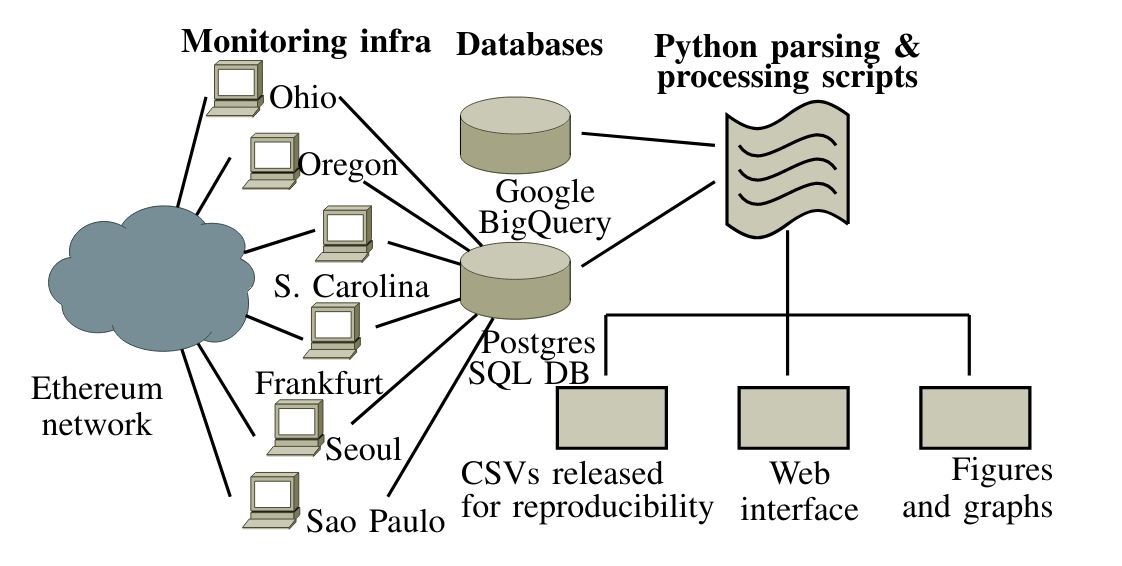 Monitoring infra
Databases
Python parsing &
processing scripts
Ohio
Oregon
S. Carolina
Frankfurt
Seoul
Sao Paulo
Ethereum
network
Google
BigQuery
Postgres
SQL DB
CSVs released
for reproducibility
Web
interface
Figures
and graphs